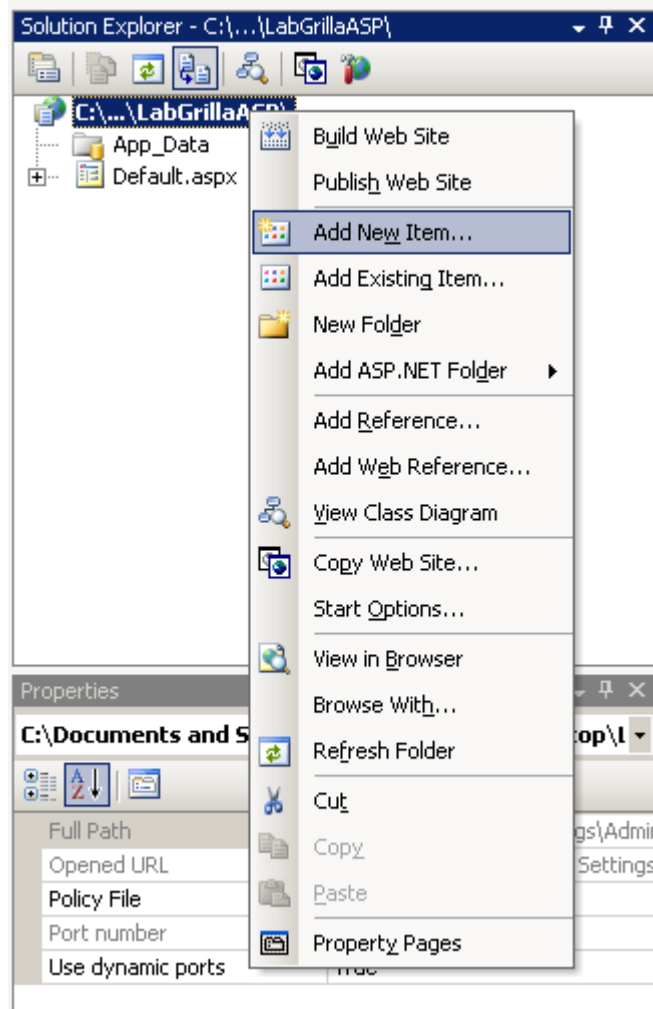 Solution Explorer - C:\...\LabGrillaASP\
C:\...\LabGrillaASP\
App_Data
Default.aspx
Build Web Site
Publish Web Site
Add New Item...
Add Existing Item...
New Folder
Add ASP.NET Folder
Add Reference...
Add Web Reference...
View Class Diagram
Copy Web Site...
Start Options...
View in Browser
Browse With...
Refresh Folder
Cut
Copy
Paste
Property Pages
Properties
C:\Documents and S top\L
Full Path gs\Admi
Opened URL Settings
Policy File
Port number
Use dynamic ports True